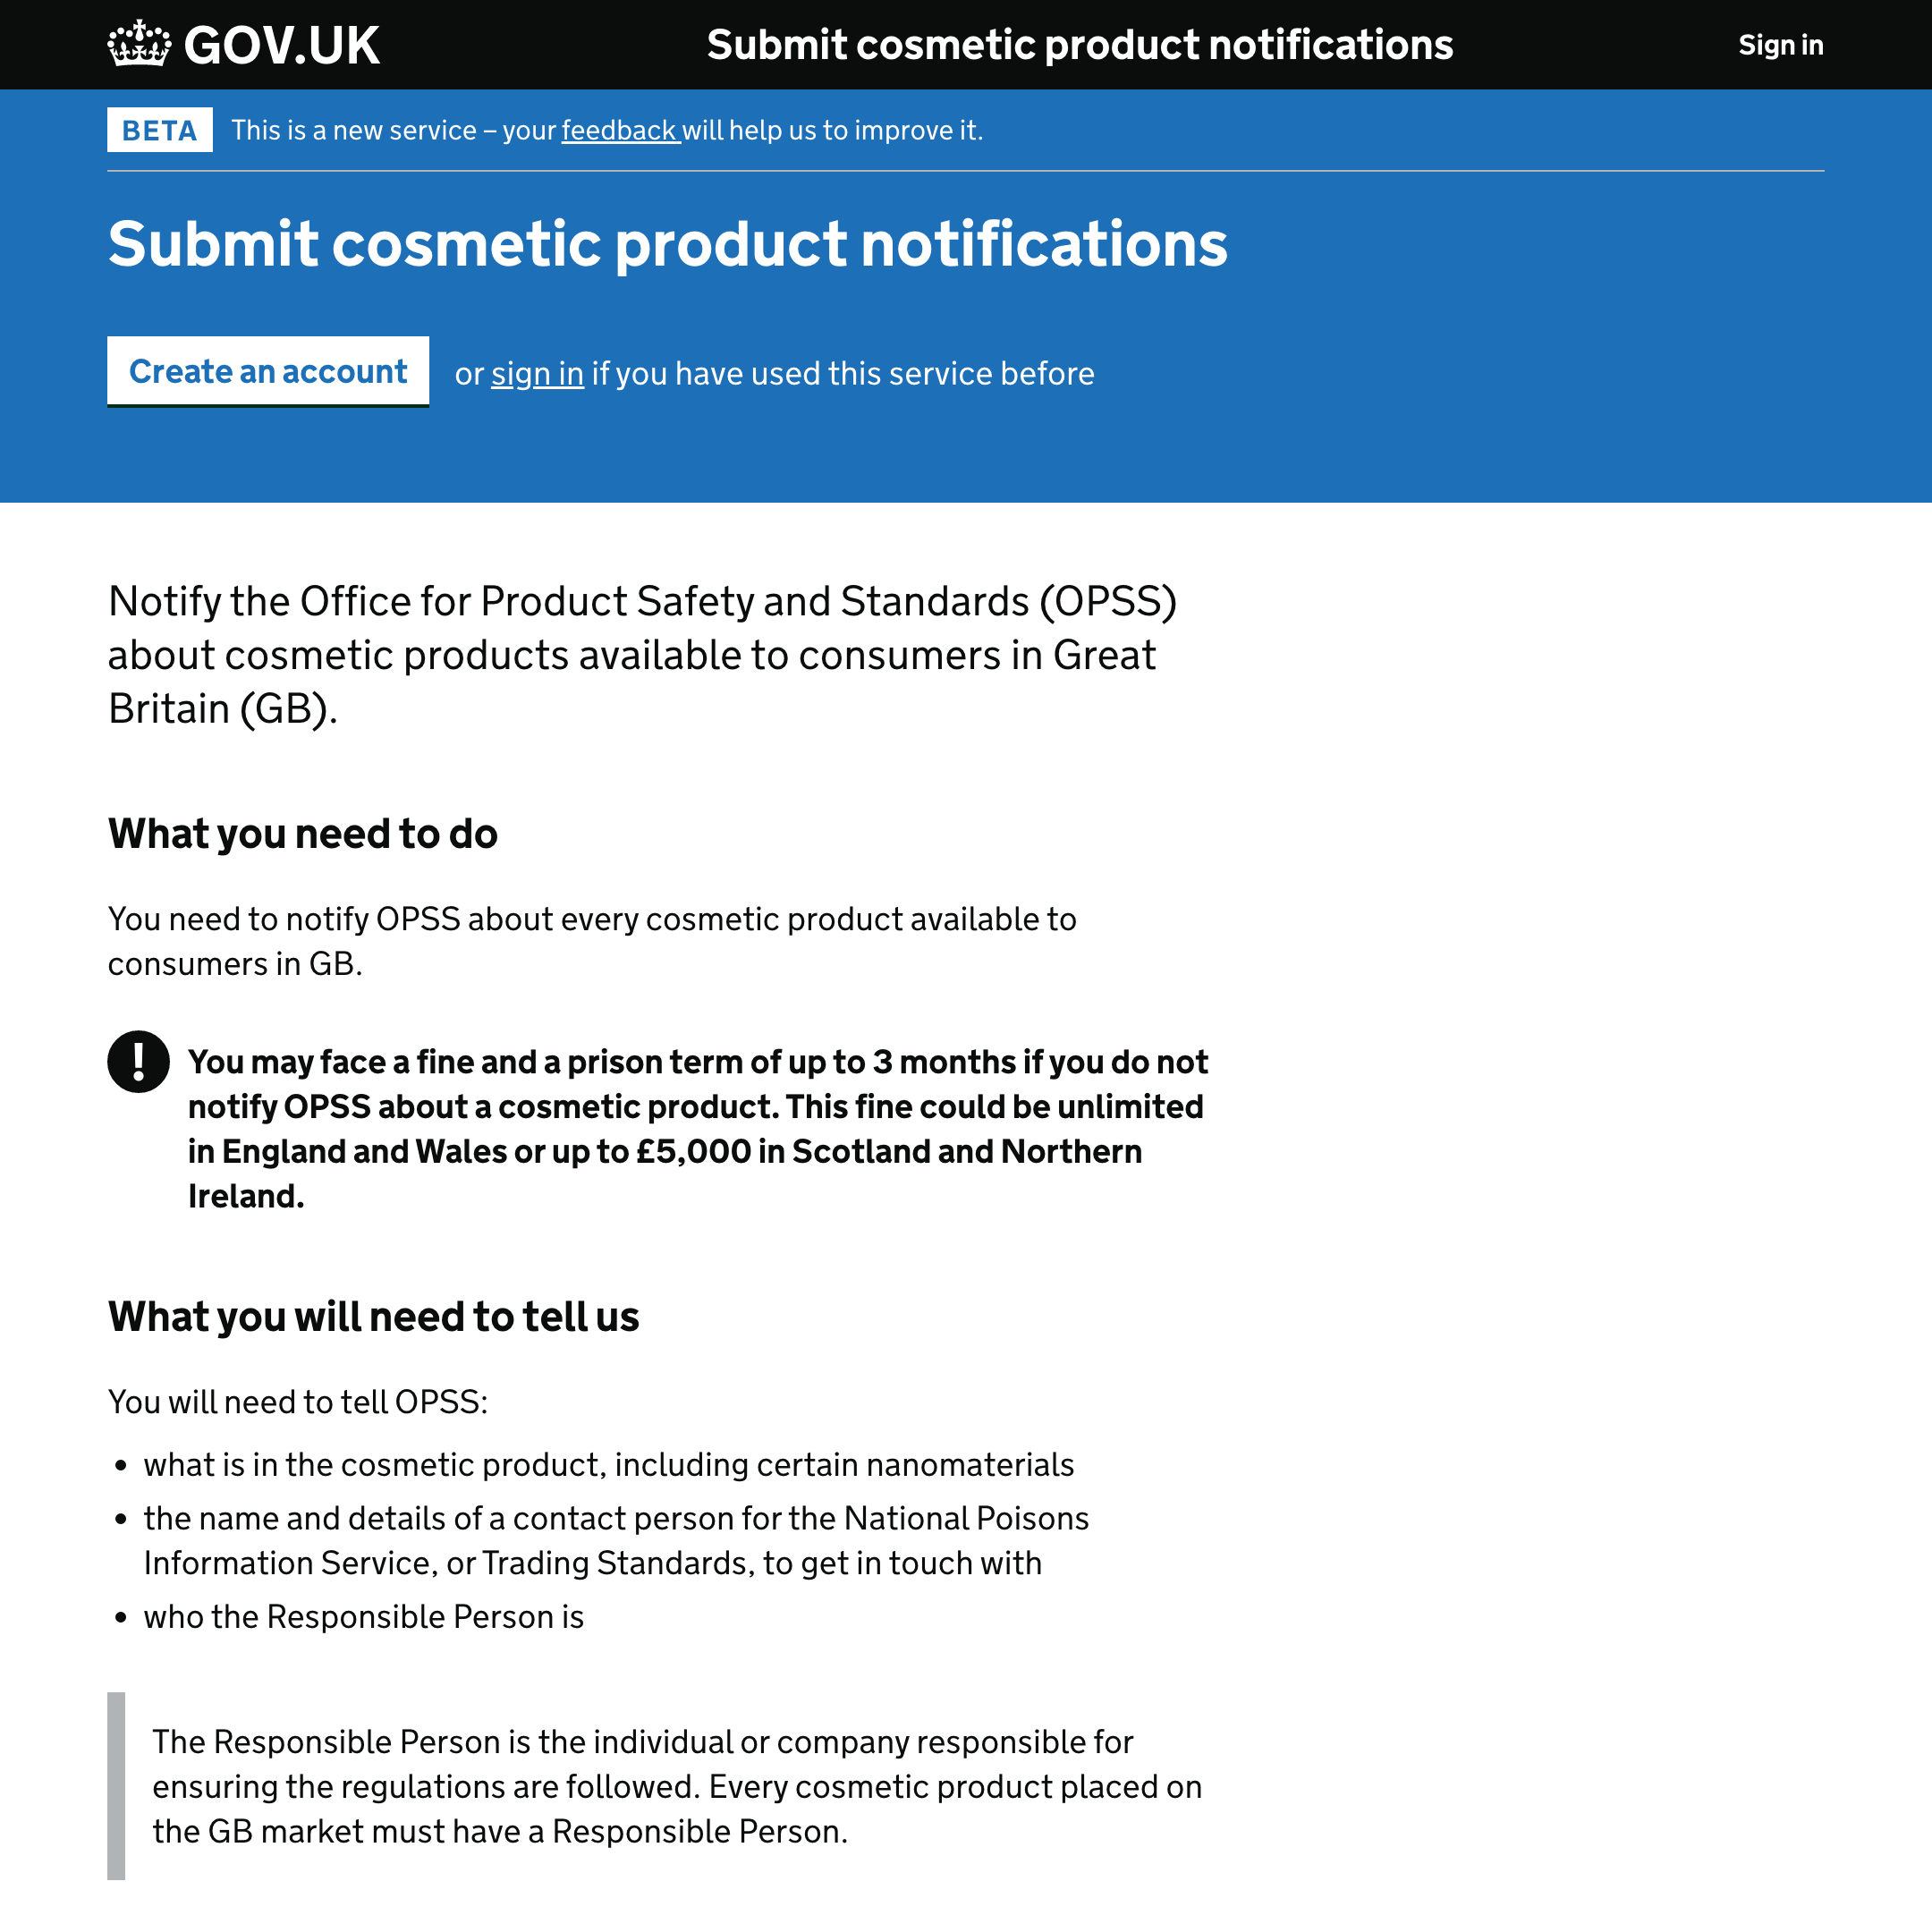 GOV.UK
Submit cosmetic product notifications
Sign in
BETA
This is a new service – your feedback will help us to improve it.
Submit cosmetic product notifications
Create an account
or sign in if you have used this service before
Notify the Office for Product Safety and Standards (OPSS)
about cosmetic products available to consumers in Great
Britain (GB).
What you need to do
You need to notify OPSS about every cosmetic product available to
consumers in GB.
!
You may face a fine and a prison term of up to 3 months if you do not
notify OPSS about a cosmetic product. This fine could be unlimited
in England and Wales or up to £5,000 in Scotland and Northern
Ireland.
What you will need to tell us
You will need to tell OPSS:
• what is in the cosmetic product, including certain nanomaterials
• the name and details of a contact person for the National Poisons
Information Service, or Trading Standards, to get in touch with
• who the Responsible Person is
The Responsible Person is the individual or company responsible for
ensuring the regulations are followed. Every cosmetic product placed on
the GB market must have a Responsible Person.